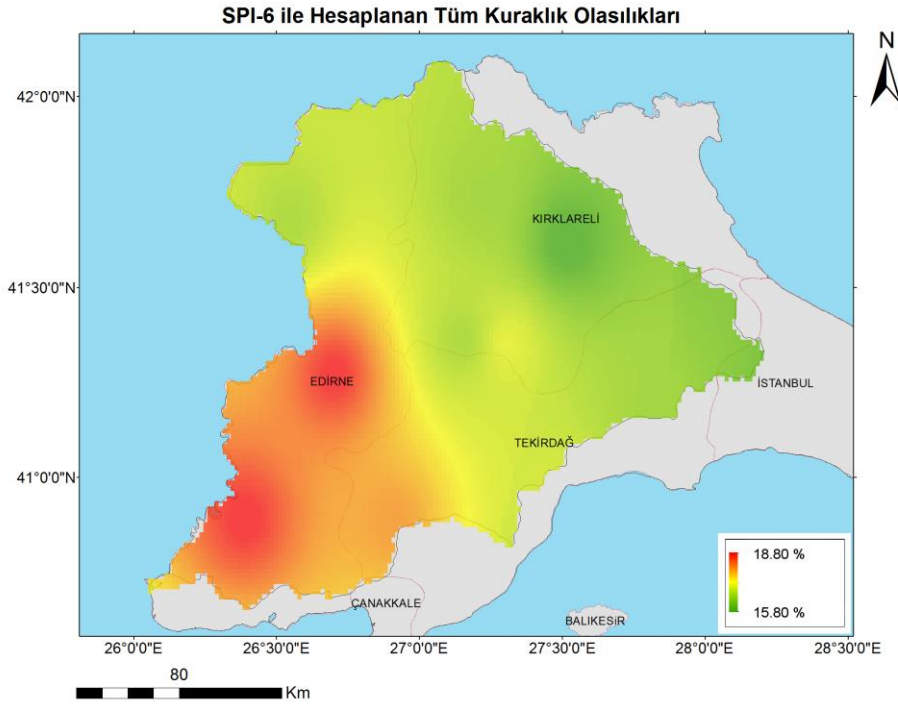 SPI-6 ile Hesaplanan Tüm Kuraklık Olasılıkları
N
42°0'0"N
KIRKLARELİ
41°30'0"N
EDİRNE
İSTANBUL
TEKİRDAĞ
41°0'0"N
18.80 %
15.80 %
ÇANAKKALE
BALIKESİR
26°0'0"E
26°30'0"E
27°0'0"E
27°30'0"E
28°0'0"E
28°30'0"E
80
Km